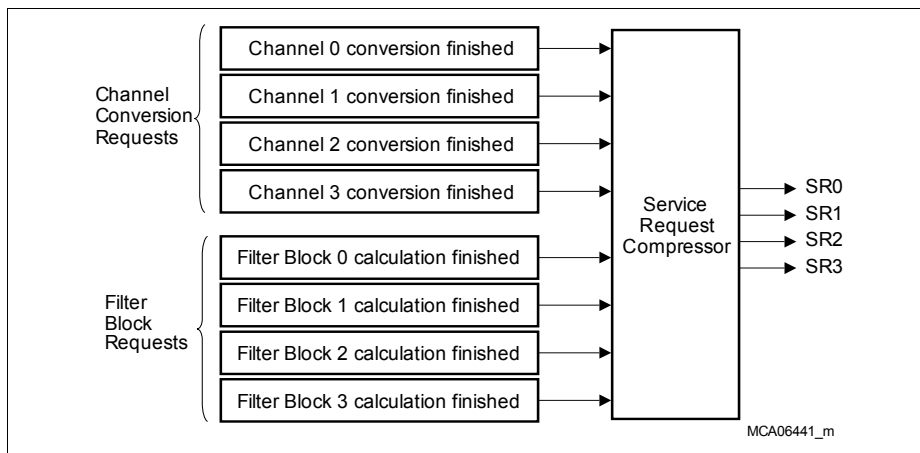 Channel
Conversion
Requests
Channel 0 conversion finished
Channel 1 conversion finished
Channel 2 conversion finished
Channel 3 conversion finished
Filter
Block
Requests
Filter Block 0 calculation finished
Filter Block 1 calculation finished
Filter Block 2 calculation finished
Filter Block 3 calculation finished
Service
Request
Compressor
SR0
SR1
SR2
SR3
MCA06441_m